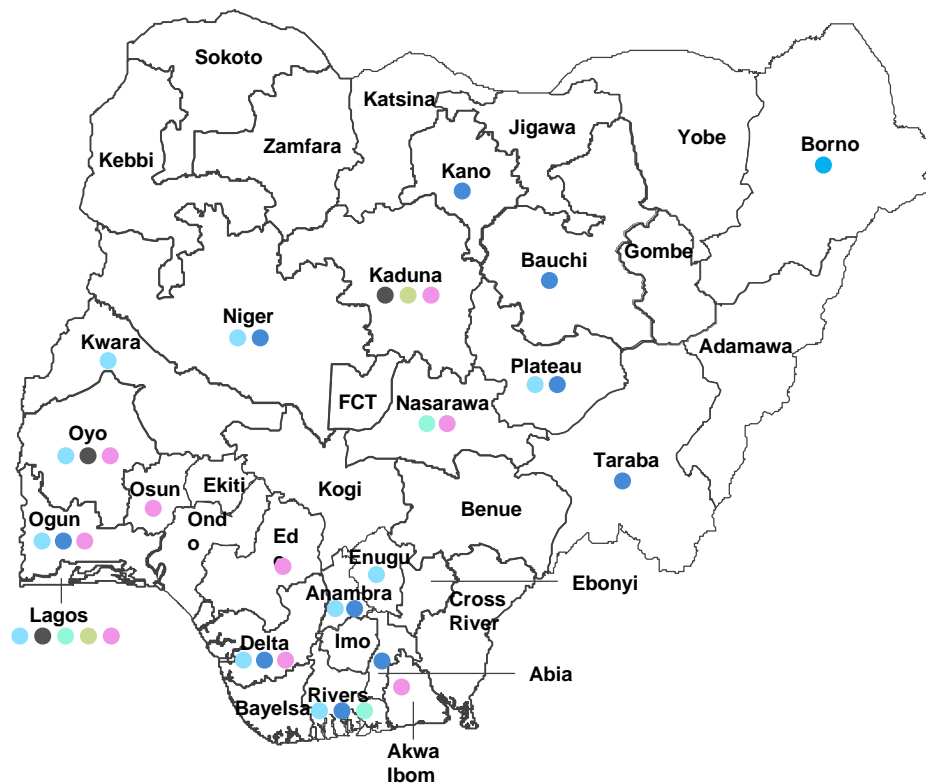 Sokoto
Katsina
Jigawa
Yobe
Borno
Kebbi
Zamfara
Kano
Gombe
Bauchi
Kaduna
Niger
Kwara
Adamawa
Plateau
FCT
Nasarawa
Oyo
Taraba
Osun
Ekiti
Kogi
Benue
Ogun
Ond
o
Ed
Enugu
Ebonyi
Anambra
Cross
River
Lagos
Delta
Imo
Abia
Rivers
Bayelsa
Akwa
Ibom